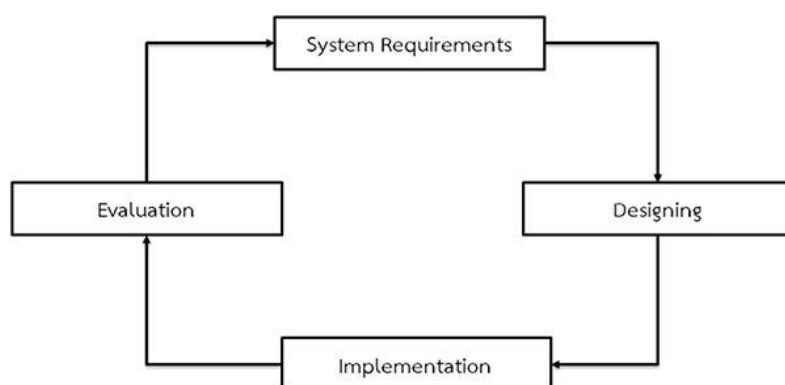 System Requirements
Evaluation
Designing
Implementation